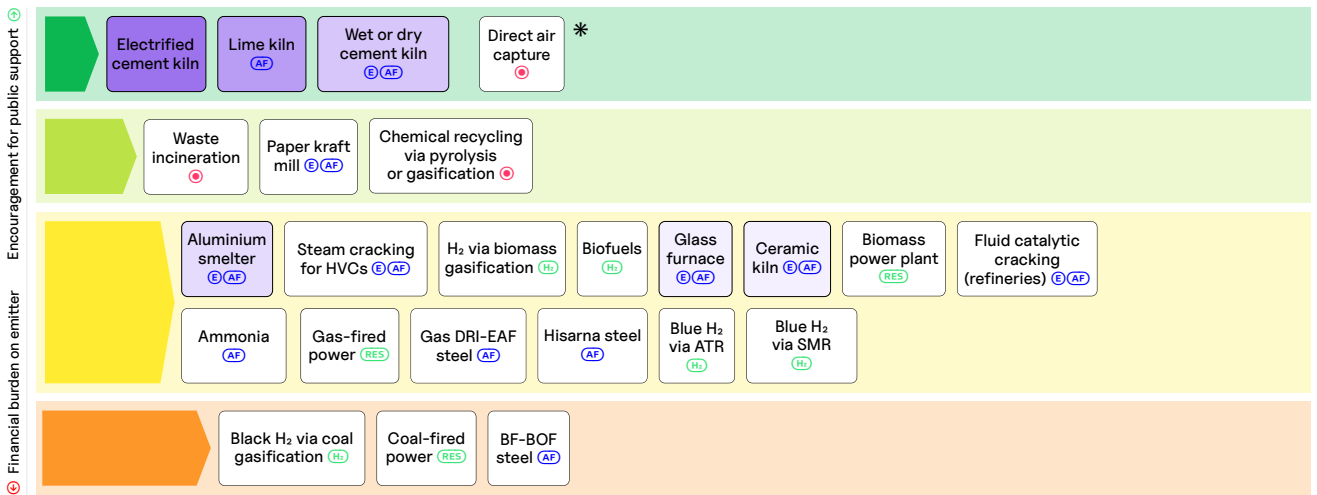 Encouragement for public support
Financial burden on emitter
Electrified
cement kiln
Lime kiln
AF
Wet or dry
cement kiln
E AF
Direct air
capture
*
Waste
incineration
Paper kraft
mill E AF
Chemical recycling
via pyrolysis
or gasification
Aluminium
smelter
E AF
Steam cracking
for HVCs E AF
H₂ via biomass
gasification H₂
Biofuels
H₂
Glass
furnace
E AF
Ceramic
kiln E AF
Biomass
power plant
RES
Fluid catalytic
cracking
(refineries) E AF
Ammonia
AF
Gas-fired
power RES
Gas DRI-EAF
steel AF
Hisarna steel
AF
Blue H₂
via ATR
H₂
Blue H₂
via SMR
H₂
Black H₂ via coal
gasification H₂
Coal-fired
power RES
BF-BOF
steel AF